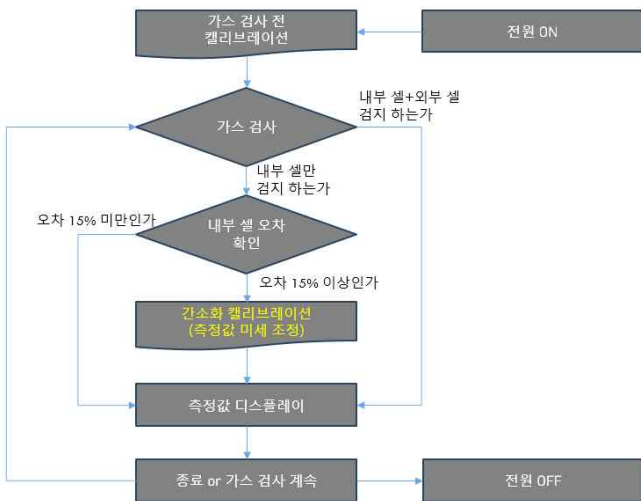 가스 검사 전
캘리브레이션
전원 ON
내부 셀+외부 셀
검지 하는가
가스 검사
내부 셀만
검지 하는가
오차 15% 미만인가
내부 셀 오차
확인
오차 15% 이상인가
간소화 캘리브레이션
(측정값 미세 조정)
측정값 디스플레이
종료 or 가스 검사 계속
전원 OFF